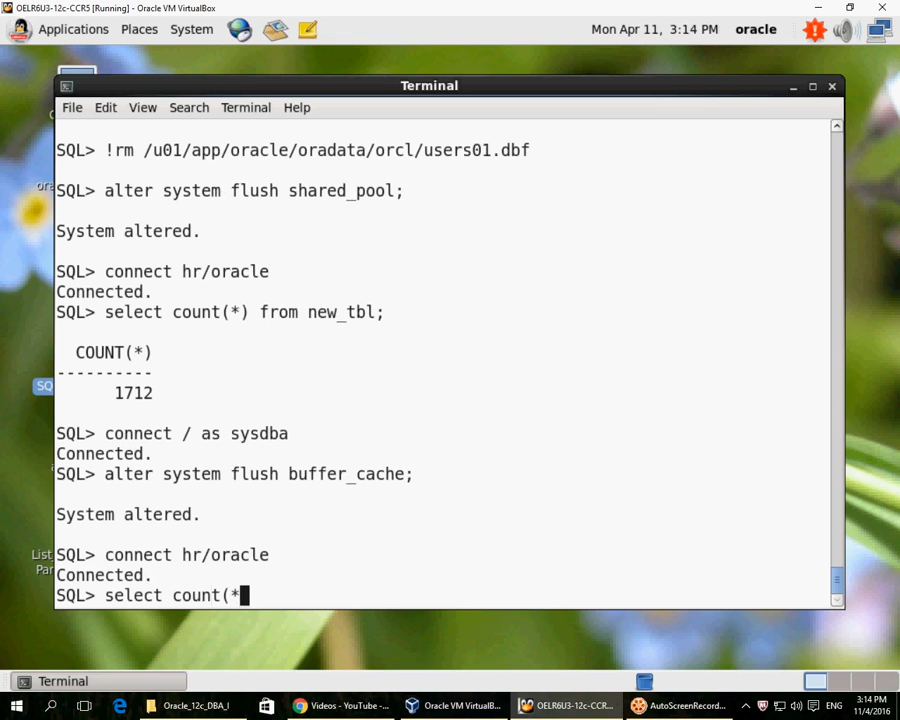 OELR6U3-12c-CCR5 [Running] - Oracle VM VirtualBox
Applications Places System
Mon Apr 11, 3:14 PM oracle
Terminal
File Edit View Search Terminal Help
SQL> !rm /u01/app/oracle/oradata/orcl/users01.dbf
SQL> alter system flush shared_pool;
System altered.
SQL> connect hr/oracle
Connected.
SQL> select count(*) from new_tbl;
COUNT(*)
----------
1712
SQL> connect / as sysdba
Connected.
SQL> alter system flush buffer_cache;
System altered.
SQL> connect hr/oracle
Connected.
SQL> select count(*
SQ
List
Par
Terminal
Oracle_12c_DBA_I
Videos - YouTube -...
Oracle VM VirtualB...
OELR6U3-12c-CCR...
AutoScreenRecord...
ENG
3:14 PM
11/4/2016